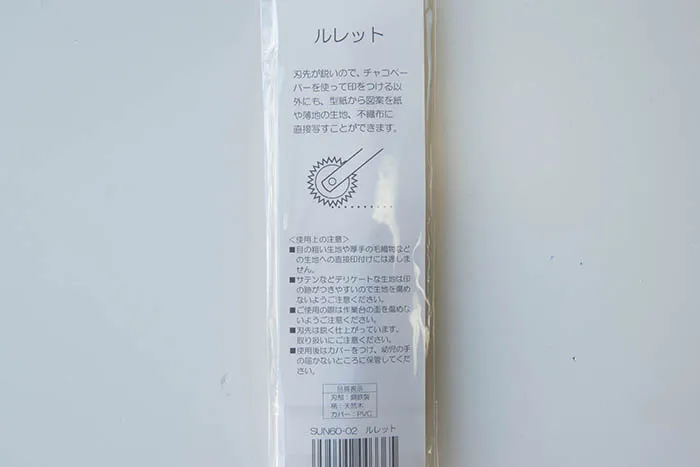 ルレット
刃先が鋭いので、チャコペー
パーを使って印をつける以
外にも、型紙から図案を紙
や薄地の生地、不織布に
直接写すことができます。
<使用上の注意>
■目の粗い生地や厚手の毛織物など
の生地への直接印付けには適しま
せん。
■サテンなどデリケートな生地は印
の跡がつきやすいので生地を傷め
ないようご注意ください。
■ご使用の際は作業台の面を傷めな
いようご注意ください。
■刃先は鋭く仕上がっています。
取り扱いにご注意ください。
■使用後はカバーをつけ、幼児の手
の届かないところに保管してくだ
さい。
品質表示
刃部：鋼鉄製
柄：天然木
カバー：PVC
SUN60-02 ルレット